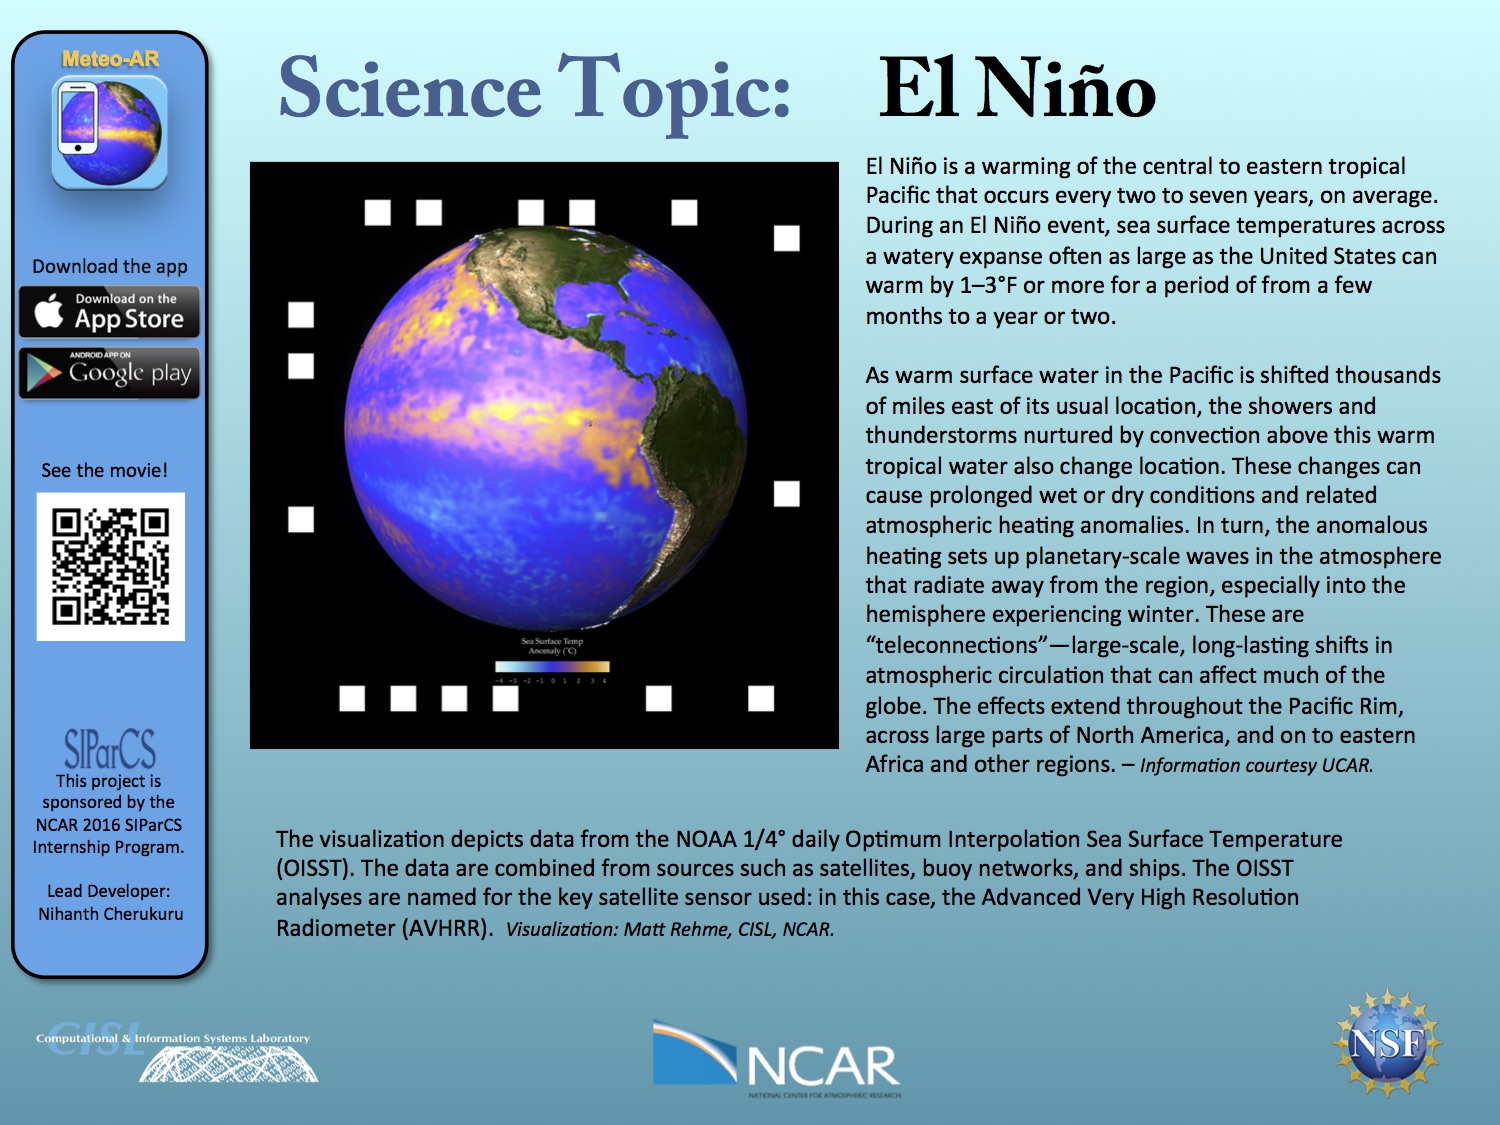 Meteo-AR
Download the app
Download on the
App Store
ANDROID APP ON
Google play
See the movie!
SIParCS
This project is
sponsored by the
NCAR 2016 SIParCS
Internship Program.
Lead Developer:
Nihanth Cherukuru
Science Topic: El Niño
Sea Surface Temp
Anomaly (°C)
-4 -3 -2 -1 0 1 2 3 4
El Niño is a warming of the central to eastern tropical
Pacific that occurs every two to seven years, on average.
During an El Niño event, sea surface temperatures across
a watery expanse often as large as the United States can
warm by 1–3°F or more for a period of from a few
months to a year or two.
As warm surface water in the Pacific is shifted thousands
of miles east of its usual location, the showers and
thunderstorms nurtured by convection above this warm
tropical water also change location. These changes can
cause prolonged wet or dry conditions and related
atmospheric heating anomalies. In turn, the anomalous
heating sets up planetary-scale waves in the atmosphere
that radiate away from the region, especially into the
hemisphere experiencing winter. These are
“teleconnections”—large-scale, long-lasting shifts in
atmospheric circulation that can affect much of the
globe. The effects extend throughout the Pacific Rim,
across large parts of North America, and on to eastern
Africa and other regions. – Information courtesy UCAR.
The visualization depicts data from the NOAA 1/4° daily Optimum Interpolation Sea Surface Temperature
(OISST). The data are combined from sources such as satellites, buoy networks, and ships. The OISST
analyses are named for the key satellite sensor used: in this case, the Advanced Very High Resolution
Radiometer (AVHRR). Visualization: Matt Rehme, CISL, NCAR.
CISL
Computational & Information Systems Laboratory
NCAR
NATIONAL CENTER FOR ATMOSPHERIC RESEARCH
NSF